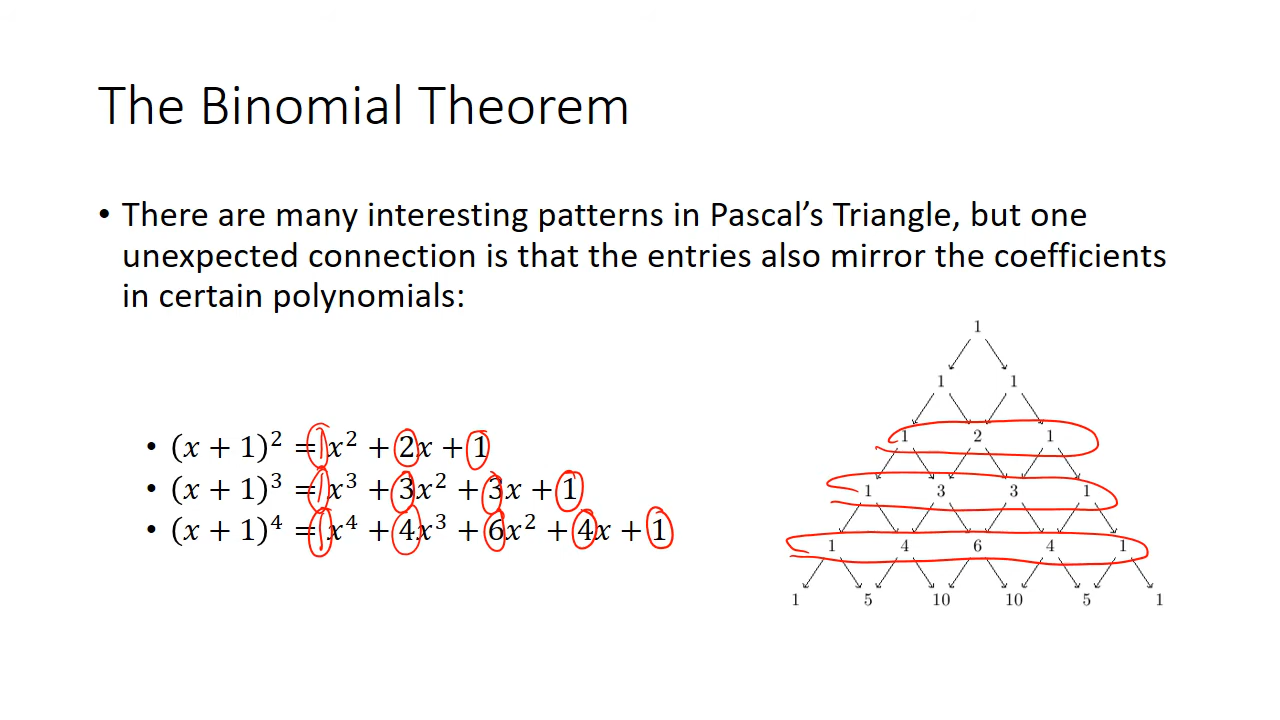 The Binomial Theorem
• There are many interesting patterns in Pascal’s Triangle, but one
unexpected connection is that the entries also mirror the coefficients
in certain polynomials:
• (x + 1)² = 1x² + 2x + 1
• (x + 1)³ = 1x³ + 3x² + 3x + 1
• (x + 1)⁴ = 1x⁴ + 4x³ + 6x² + 4x + 1
1
1 1
1 2 1
1 3 3 1
1 4 6 4 1
1 5 10 10 5 1